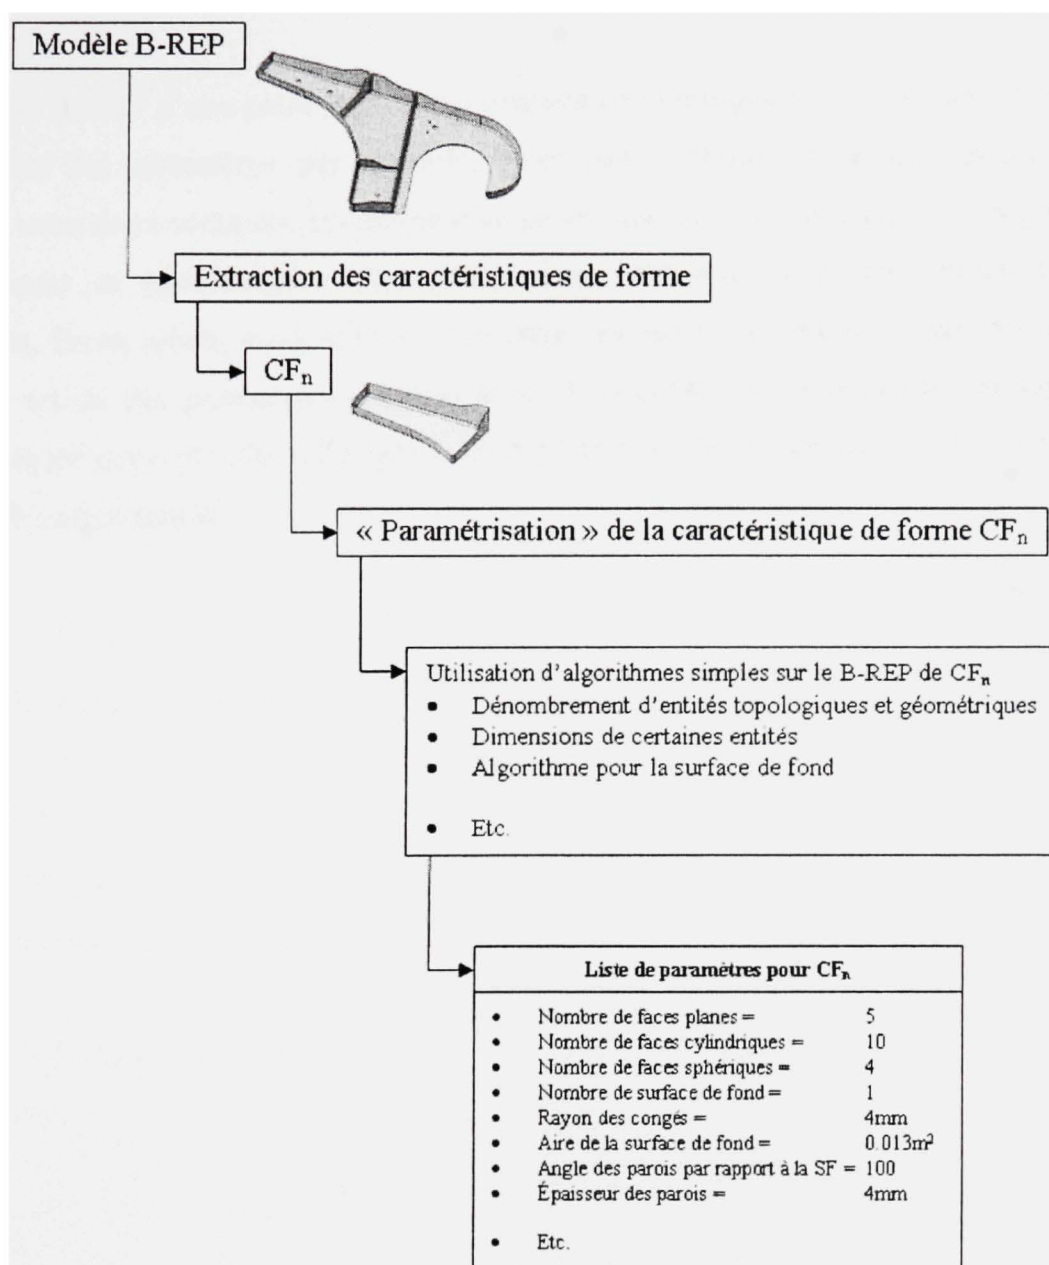 Modèle B-REP
Extraction des caractéristiques de forme
CFn
« Paramétrisation » de la caractéristique de forme CFn
Utilisation d'algorithmes simples sur le B-REP de CFn
• Dénombrement d'entités topologiques et géométriques
• Dimensions de certaines entités
• Algorithme pour la surface de fond
• Etc.
Liste de paramètres pour CFn
• Nombre de faces planes = 5
• Nombre de faces cylindriques = 10
• Nombre de faces sphériques = 4
• Nombre de surface de fond = 1
• Rayon des congés = 4mm
• Aire de la surface de fond = 0.013m²
• Angle des parois par rapport à la SF = 100
• Épaisseur des parois = 4mm
• Etc.